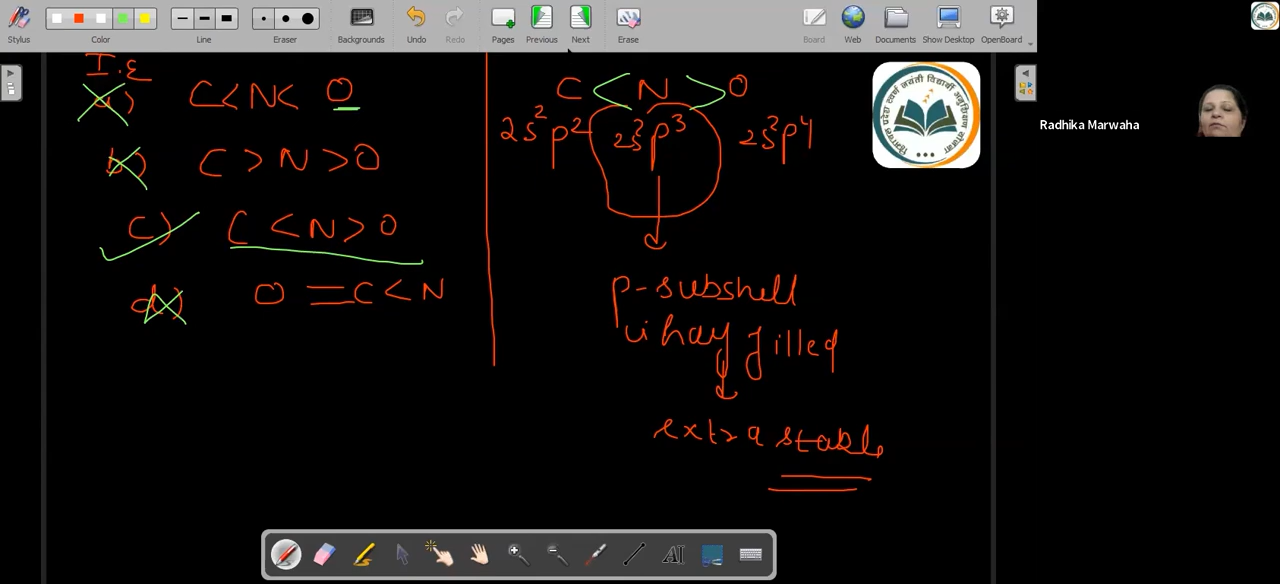 Stylus
Color
Line
Eraser
Backgrounds
Undo
Redo
Pages
Previous
Next
Erase
Board
Web
Documents
Show Desktop
OpenBoard
I.E
a) C < N < O
b) C > N > O
c) C < N > O
d) O = C < N
C < N > O
2s²p² 2s²p³ 2s²p⁴
p-subshell
is half filled
extra stable
Radhika Marwaha